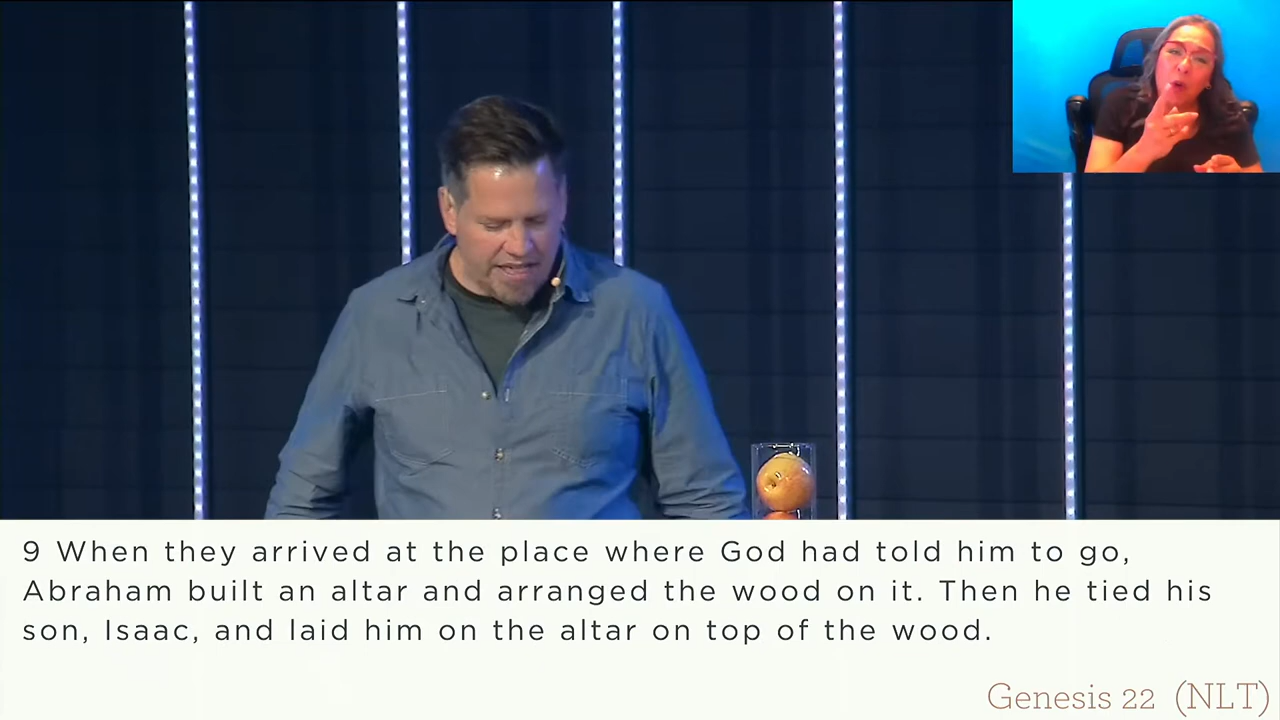 9 When they arrived at the place where God had told him to go,
Abraham built an altar and arranged the wood on it. Then he tied his
son, Isaac, and laid him on the altar on top of the wood.
Genesis 22 (NLT)